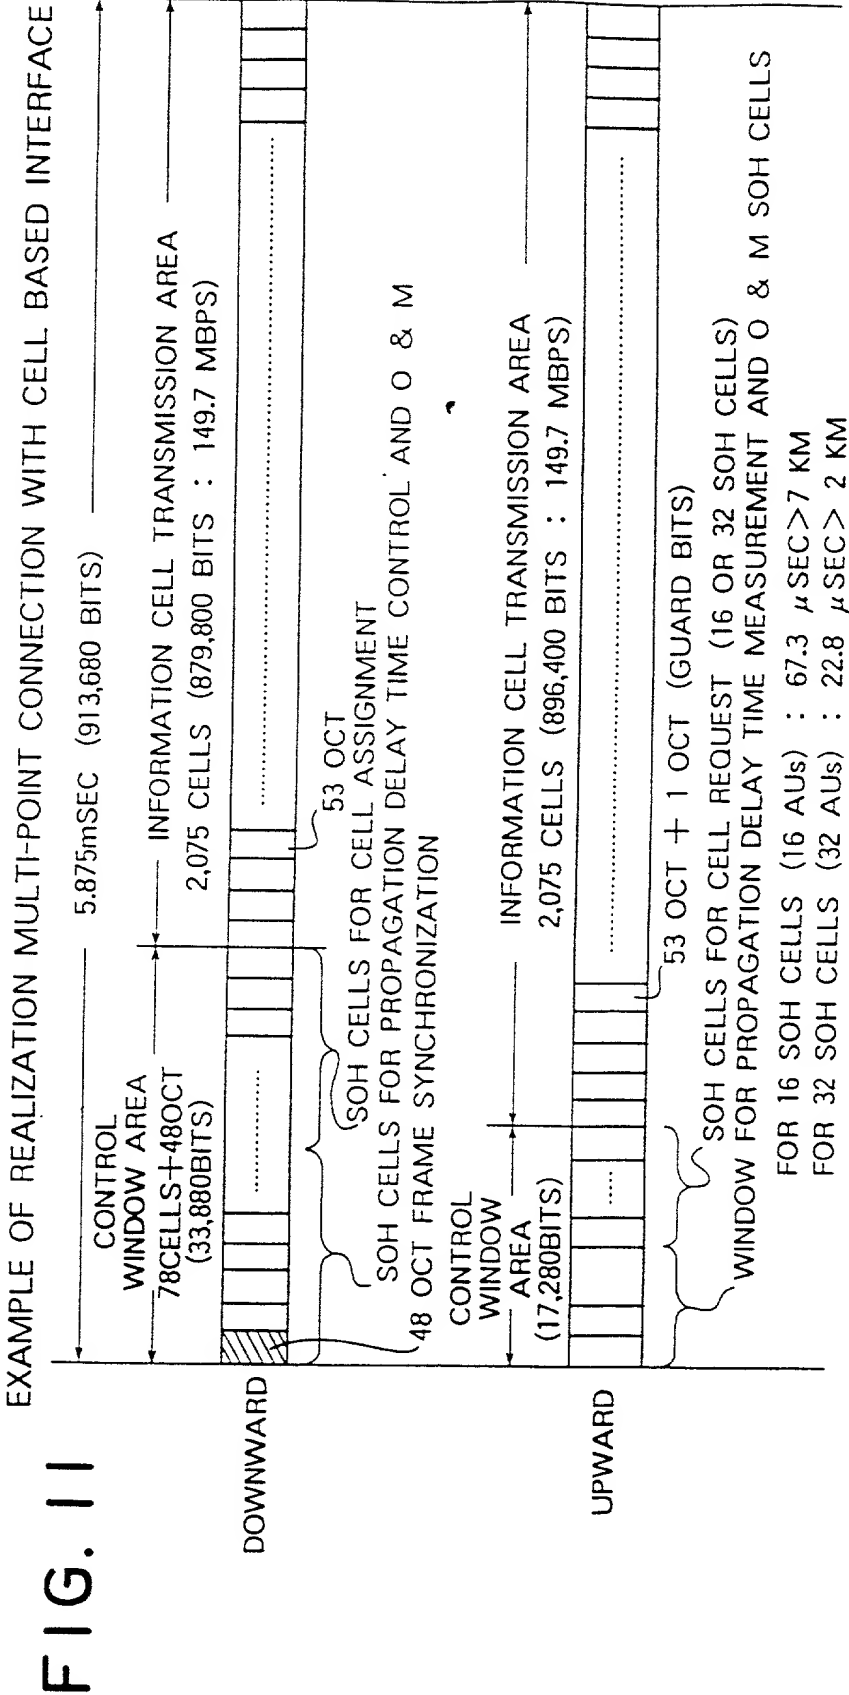 FIG. 11
EXAMPLE OF REALIZATION MULTI-POINT CONNECTION WITH CELL BASED INTERFACE
5.875mSEC (913,680 BITS)
CONTROL
WINDOW AREA
78CELLS+48OCT
(33,880BITS)
INFORMATION CELL TRANSMISSION AREA
2,075 CELLS (879,800 BITS : 149.7 MBPS)
DOWNWARD
53 OCT
SOH CELLS FOR CELL ASSIGNMENT
SOH CELLS FOR PROPAGATION DELAY TIME CONTROL AND O & M
48 OCT FRAME SYNCHRONIZATION
CONTROL
WINDOW
AREA
(17,280BITS)
INFORMATION CELL TRANSMISSION AREA
2,075 CELLS (896,400 BITS : 149.7 MBPS)
UPWARD
53 OCT + 1 OCT (GUARD BITS)
SOH CELLS FOR CELL REQUEST (16 OR 32 SOH CELLS)
WINDOW FOR PROPAGATION DELAY TIME MEASUREMENT AND O & M SOH CELLS
FOR 16 SOH CELLS (16 AUs) : 67.3 μSEC>7 KM
FOR 32 SOH CELLS (32 AUs) : 22.8 μSEC> 2 KM